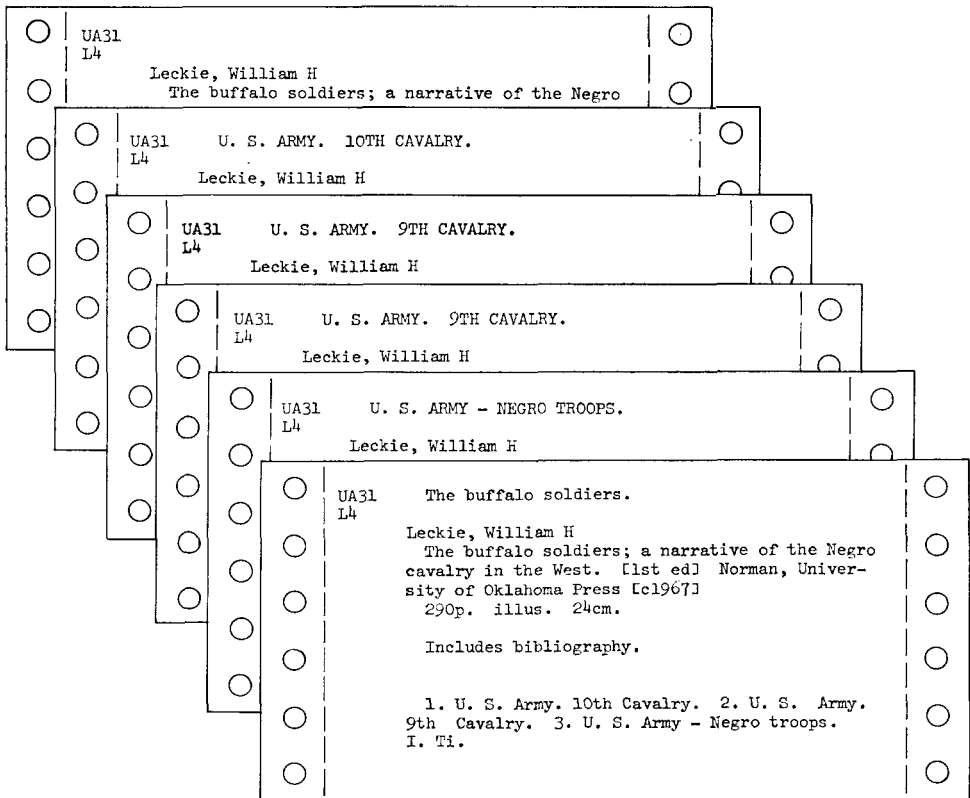 UA31
L4
Leckie, William H
The buffalo soldiers; a narrative of the Negro
UA31 U. S. ARMY. 10TH CAVALRY.
L4
Leckie, William H
UA31 U. S. ARMY. 9TH CAVALRY.
L4
Leckie, William H
UA31 U. S. ARMY. 9TH CAVALRY.
L4
Leckie, William H
UA31 U. S. ARMY - NEGRO TROOPS.
L4
Leckie, William H
UA31 The buffalo soldiers.
L4
Leckie, William H
The buffalo soldiers; a narrative of the Negro
cavalry in the West. [1st ed] Norman, Univer-
sity of Oklahoma Press [c1967]
290p. illus. 24cm.
Includes bibliography.
1. U. S. Army. 10th Cavalry. 2. U. S. Army.
9th Cavalry. 3. U. S. Army - Negro troops.
I. Ti.